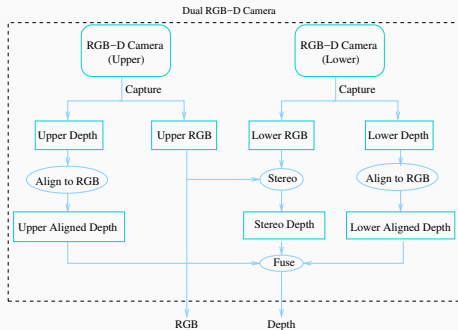 Dual RGB-D Camera
RGB-D Camera
(Upper)
RGB-D Camera
(Lower)
Capture
Capture
Upper Depth
Upper RGB
Lower RGB
Lower Depth
Align to RGB
Stereo
Align to RGB
Upper Aligned Depth
Stereo Depth
Lower Aligned Depth
Fuse
RGB
Depth